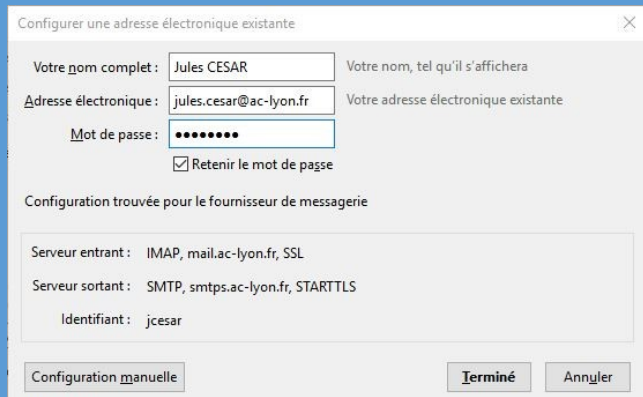 Configurer une adresse électronique existante
Votre nom complet : Jules CESAR Votre nom, tel qu'il s'affichera
Adresse électronique : jules.cesar@ac-lyon.fr Votre adresse électronique existante
Mot de passe : ••••••••
Retenir le mot de passe
Configuration trouvée pour le fournisseur de messagerie
Serveur entrant : IMAP, mail.ac-lyon.fr, SSL
Serveur sortant : SMTP, smtps.ac-lyon.fr, STARTTLS
Identifiant : jcesar
Configuration manuelle Terminé Annuler